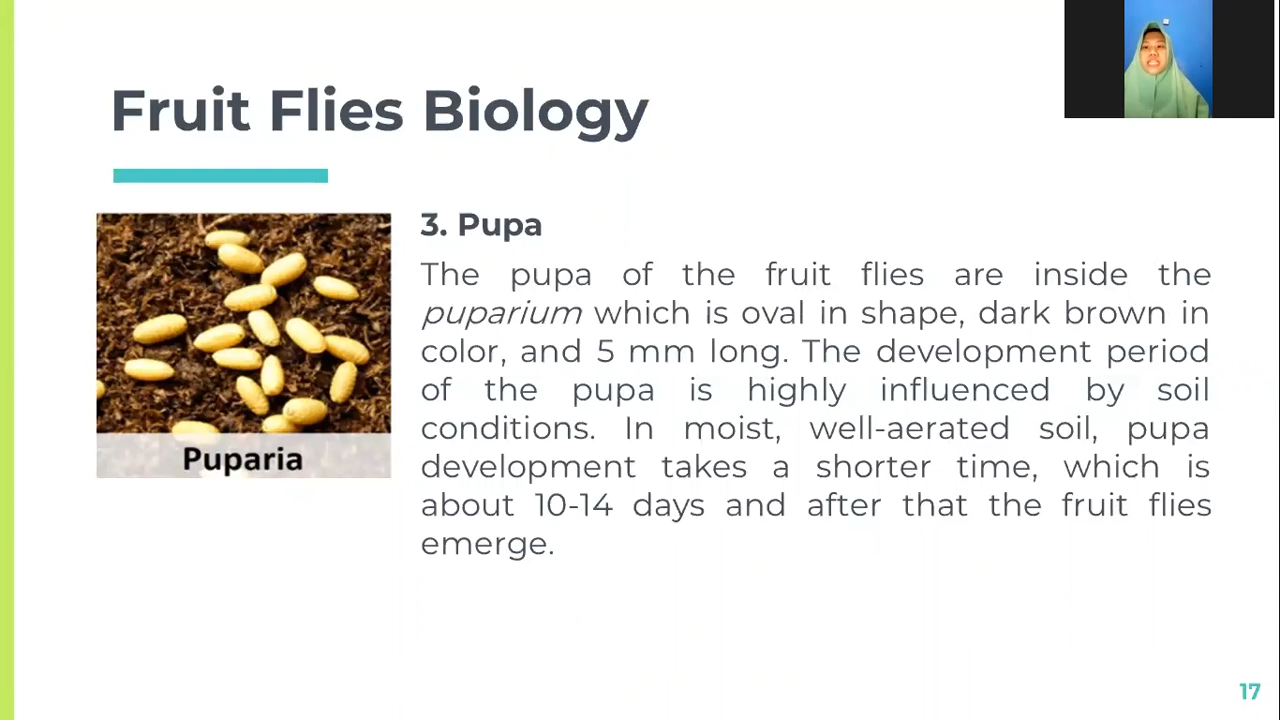 Fruit Flies Biology
3. Pupa
The pupa of the fruit flies are inside the
puparium which is oval in shape, dark brown in
color, and 5 mm long. The development period
of the pupa is highly influenced by soil
conditions. In moist, well-aerated soil, pupa
development takes a shorter time, which is
about 10-14 days and after that the fruit flies
emerge.
Puparia
17